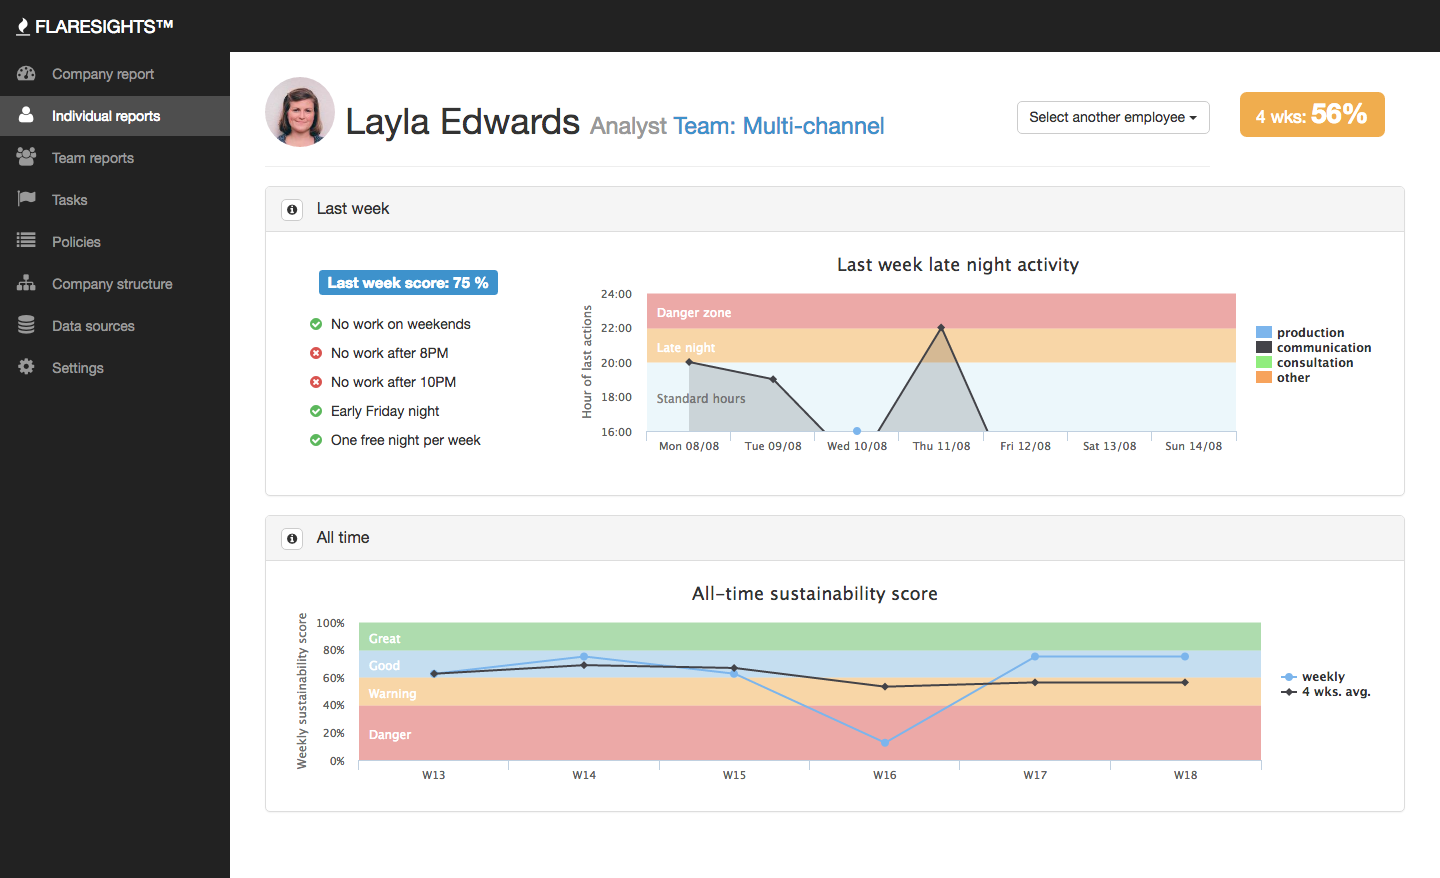 FLARESIGHTS™
Company report
Individual reports
Team reports
Tasks
Policies
Company structure
Data sources
Settings
Layla Edwards Analyst Team: Multi-channel
Select another employee
4 wks: 56%
Last week
Last week score: 75 %
No work on weekends
No work after 8PM
No work after 10PM
Early Friday night
One free night per week
Last week late night activity
Hour of last actions
24:00
22:00
20:00
18:00
16:00
Danger zone
Late night
Standard hours
Mon 08/08 Tue 09/08 Wed 10/08 Thu 11/08 Fri 12/08 Sat 13/08 Sun 14/08
production
communication
consultation
other
All time
All-time sustainability score
Weekly sustainability score
100%
80%
60%
40%
20%
0%
Great
Good
Warning
Danger
W13 W14 W15 W16 W17 W18
weekly
4 wks. avg.